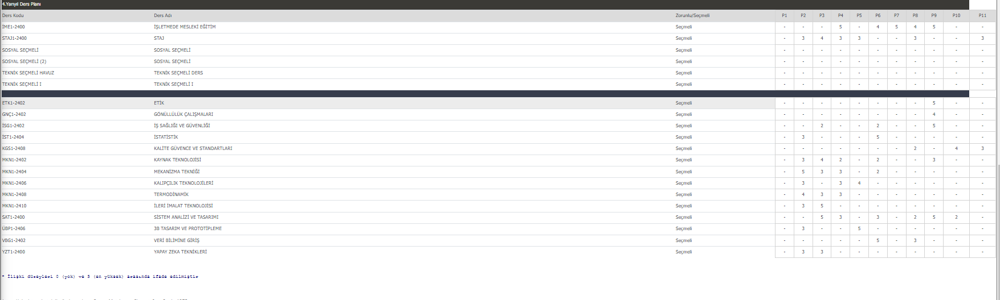 4.Yarıyıl Ders Planı
Ders Kodu Ders Adı Zorunlu/Seçmeli P1 P2 P3 P4 P5 P6 P7 P8 P9 P10 P11
İME1-2400 İŞLETMEDE MESLEKİ EĞİTİM Seçmeli - - - 5 - 4 5 4 5 - -
STAJ1-2400 STAJ Seçmeli - 3 4 3 3 - - 3 - - 3
SOSYAL SEÇMELİ SOSYAL SEÇMELİ Seçmeli - - - - - - - - - - -
SOSYAL SEÇMELİ (2) SOSYAL SEÇMELİ Seçmeli - - - - - - - - - - -
TEKNİK SEÇMELİ HAVUZ TEKNİK SEÇMELİ DERS Seçmeli - - - - - - - - - - -
TEKNİK SEÇMELİ I TEKNİK SEÇMELİ I Seçmeli - - - - - - - - - - -
ETK1-2402 ETİK Seçmeli - - - - - - - - 5 - -
GNÇ1-2402 GÖNÜLLÜLÜK ÇALIŞMALARI Seçmeli - - - - - - - - 4 - -
İSG1-2402 İŞ SAĞLIĞI VE GÜVENLİĞİ Seçmeli - - 2 - - 2 - - 5 - -
İST1-2404 İSTATİSTİK Seçmeli - 3 - - - 5 - - - - -
KGS1-2408 KALİTE GÜVENCE VE STANDARTLARI Seçmeli - - - - - - - 2 - 4 3
MKN1-2402 KAYNAK TEKNOLOJİSİ Seçmeli - 3 4 2 - 2 - - 3 - -
MKN1-2404 MEKANİZMA TEKNİĞİ Seçmeli - 5 3 3 - 2 - - - - -
MKN1-2406 KALIPÇILIK TEKNOLOJİLERİ Seçmeli - 3 - 3 4 - - - - - -
MKN1-2408 TERMODİNAMİK Seçmeli - 4 3 3 - - - - - - -
MKN1-2410 İLERİ İMALAT TEKNOLOJİSİ Seçmeli - 3 5 - - - - - - - -
SAT1-2400 SİSTEM ANALİZİ VE TASARIMI Seçmeli - - 5 3 - 3 - 2 5 2 -
ÜBP1-2406 3B TASARIM VE PROTOTİPLEME Seçmeli - 3 - - 5 - - - - - -
VBG1-2402 VERİ BİLİMİNE GİRİŞ Seçmeli - - - - - 5 - 3 - - -
YZT1-2400 YAPAY ZEKA TEKNİKLERİ Seçmeli - 3 3 - - - - - - - -
* İlişki düzeyleri 0 (yok) ve 5 (en yüksek) arasında ifade edilmiştir